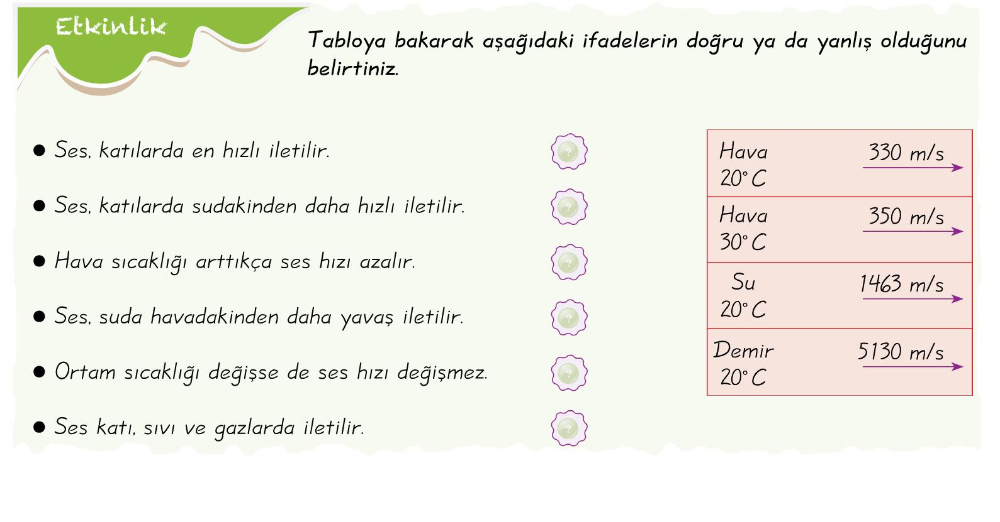 Etkinlik
Tabloya bakarak aşağıdaki ifadelerin doğru ya da yanlış olduğunu
belirtiniz.
● Ses, katılarda en hızlı iletilir.
?
● Ses, katılarda sudakinden daha hızlı iletilir.
?
● Hava sıcaklığı arttıkça ses hızı azalır.
?
● Ses, suda havadakinden daha yavaş iletilir.
?
● Ortam sıcaklığı değişse de ses hızı değişmez.
?
● Ses katı, sıvı ve gazlarda iletilir.
?
Hava 330 m/s
20° C
Hava 350 m/s
30° C
Su 1463 m/s
20° C
Demir 5130 m/s
20° C